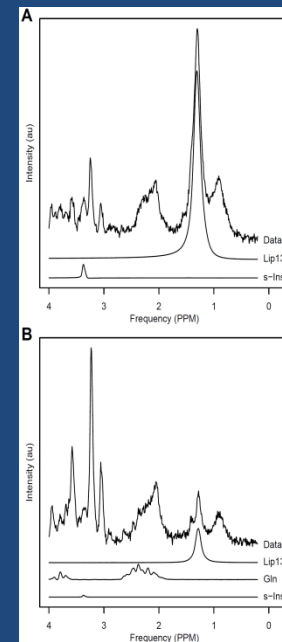 A
Intensity (au)
Data
Lip13
s-Ins
4 3 2 1 0
Frequency (PPM)
B
Intensity (au)
Data
Lip13
Gln
s-Ins
4 3 2 1 0
Frequency (PPM)